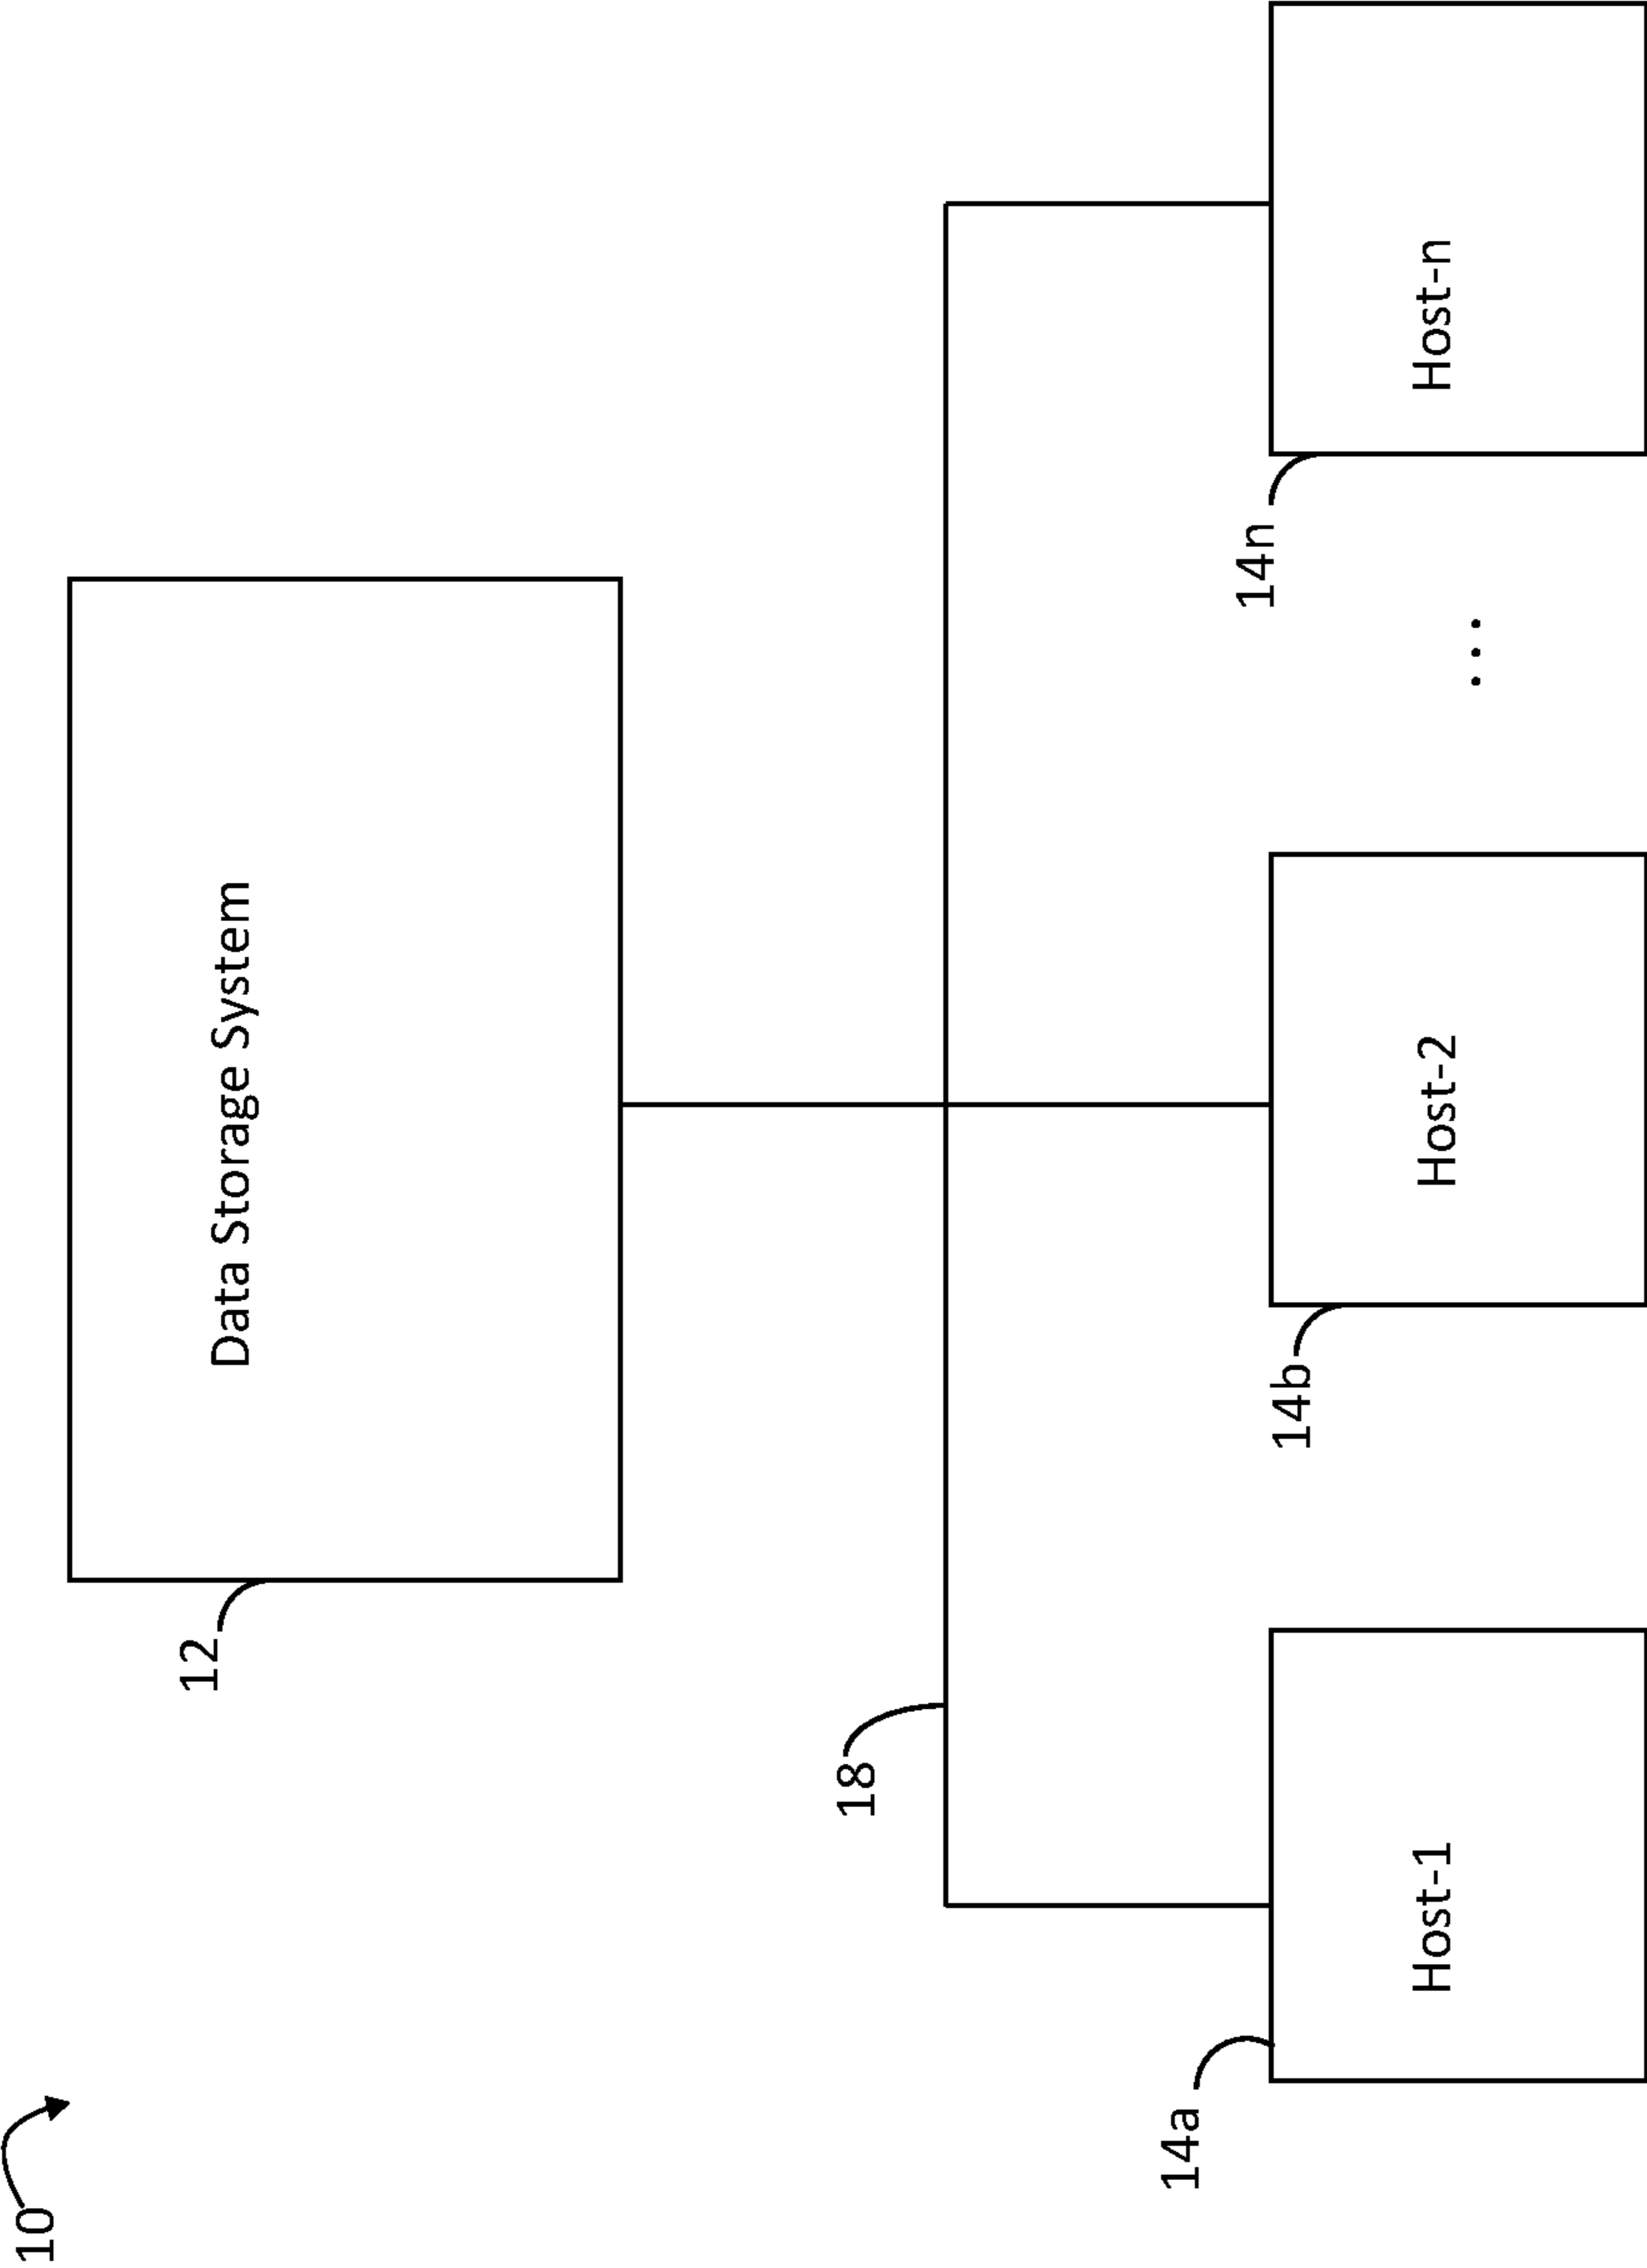 10
12
Data Storage System
18
14a
Host-1
14b
Host-2
...
14n
Host-n